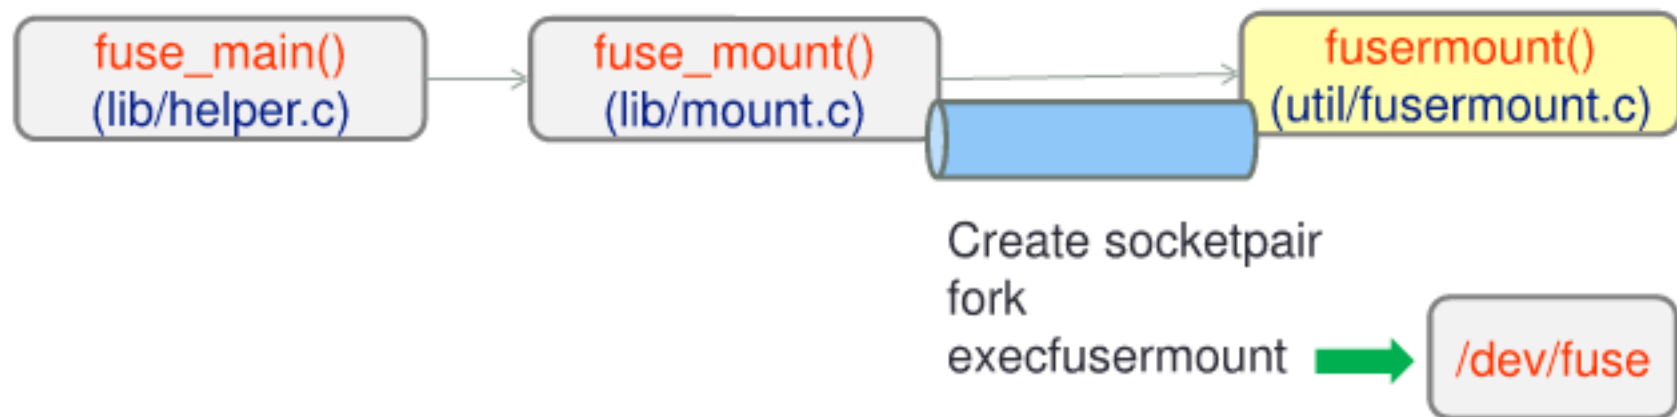 fuse_main()
(lib/helper.c)
fuse_mount()
(lib/mount.c)
fusermount()
(util/fusermount.c)
Create socketpair
fork
execfusermount
/dev/fuse